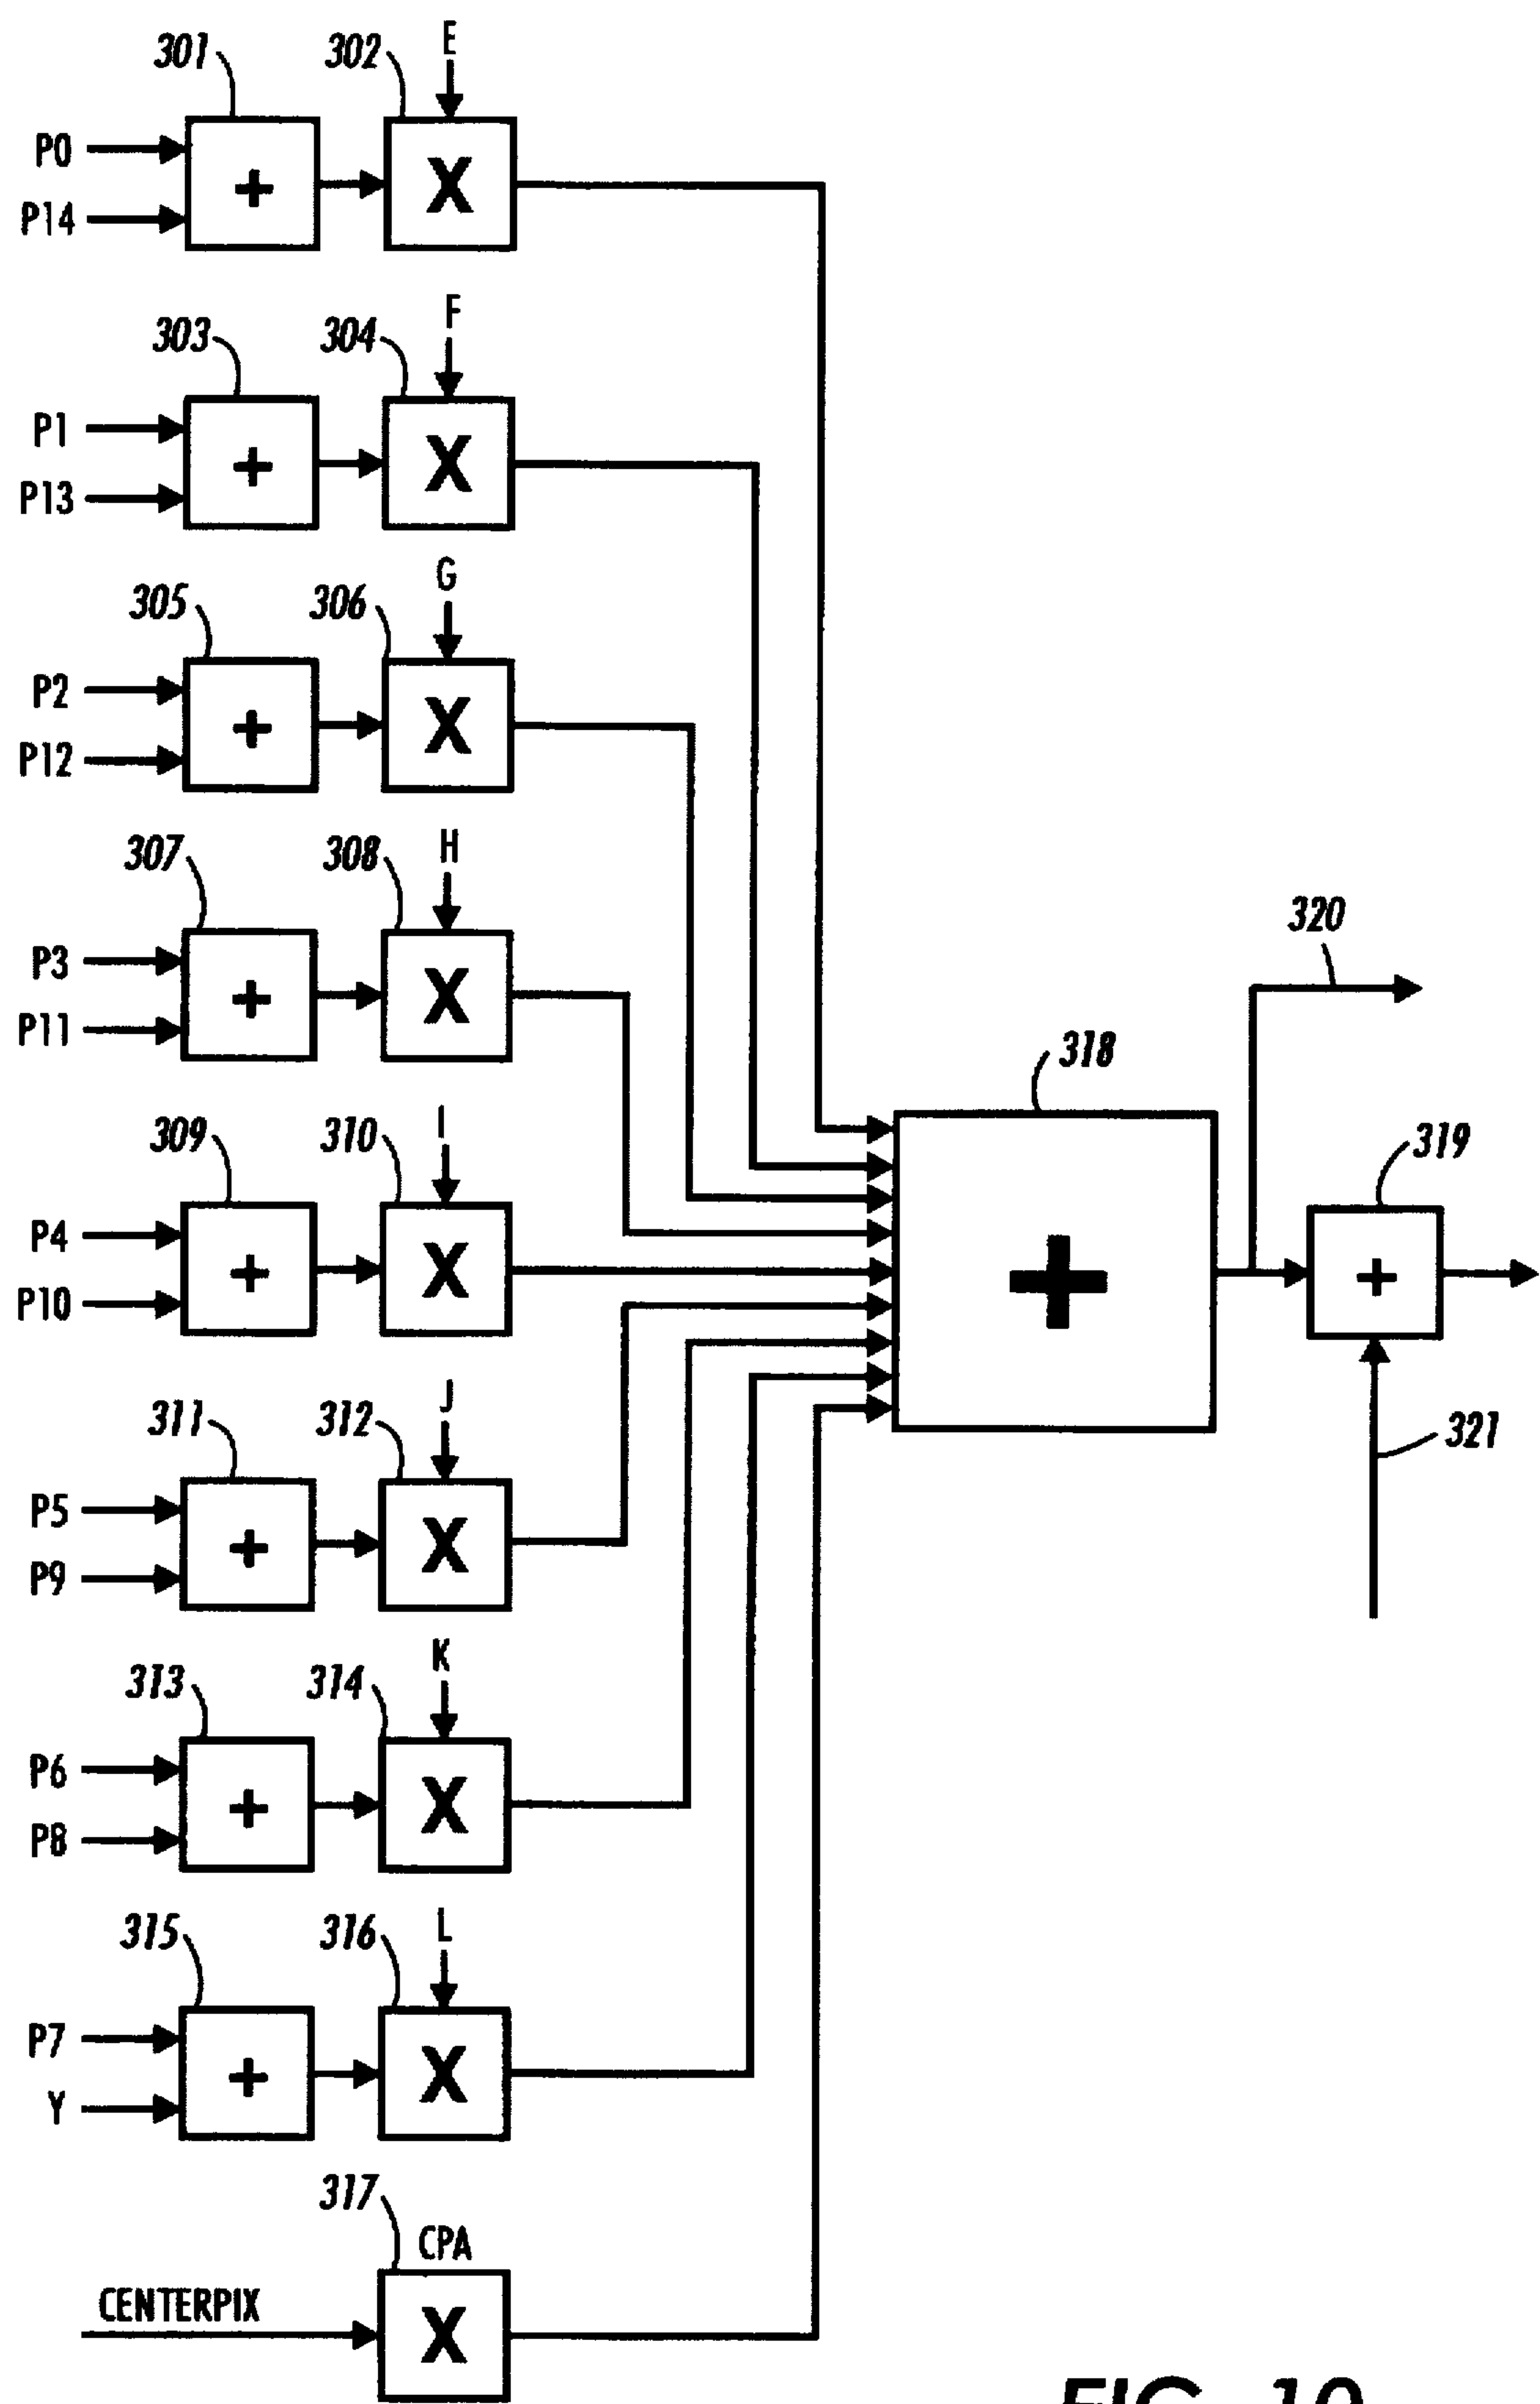 301 302 E
P0
P14
+ X
303 304 F
P1
P13
+ X
305 306 G
P2
P12
+ X
307 308 H
P3
P11
+ X
320
318
309 310 I
P4
P10
+ X
+
319
+
311 312 J
P5
P9
+ X
321
313 314 K
P6
P8
+ X
315 316 L
P7
Y
+ X
317 CPA
CENTERPIX
X